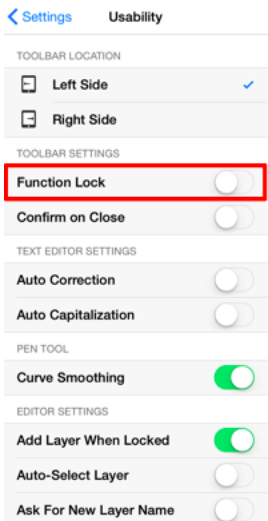 Settings Usability
TOOLBAR LOCATION
Left Side
Right Side
TOOLBAR SETTINGS
Function Lock
Confirm on Close
TEXT EDITOR SETTINGS
Auto Correction
Auto Capitalization
PEN TOOL
Curve Smoothing
EDITOR SETTINGS
Add Layer When Locked
Auto-Select Layer
Ask For New Layer Name